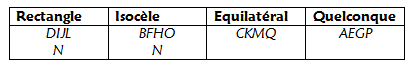 Rectangle Isocèle Equilatéral Quelconque
DIJL BFHO CKMQ AEGP
N N